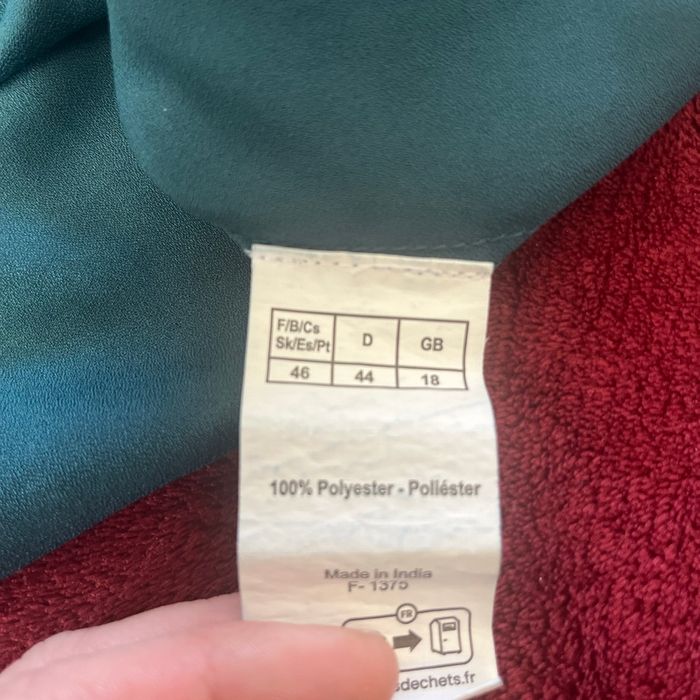 F/B/Cs D GB
Sk/Es/Pt
46 44 18
100% Polyester - Poliéster
Made in India
F- 1375
FR
sdechets.fr